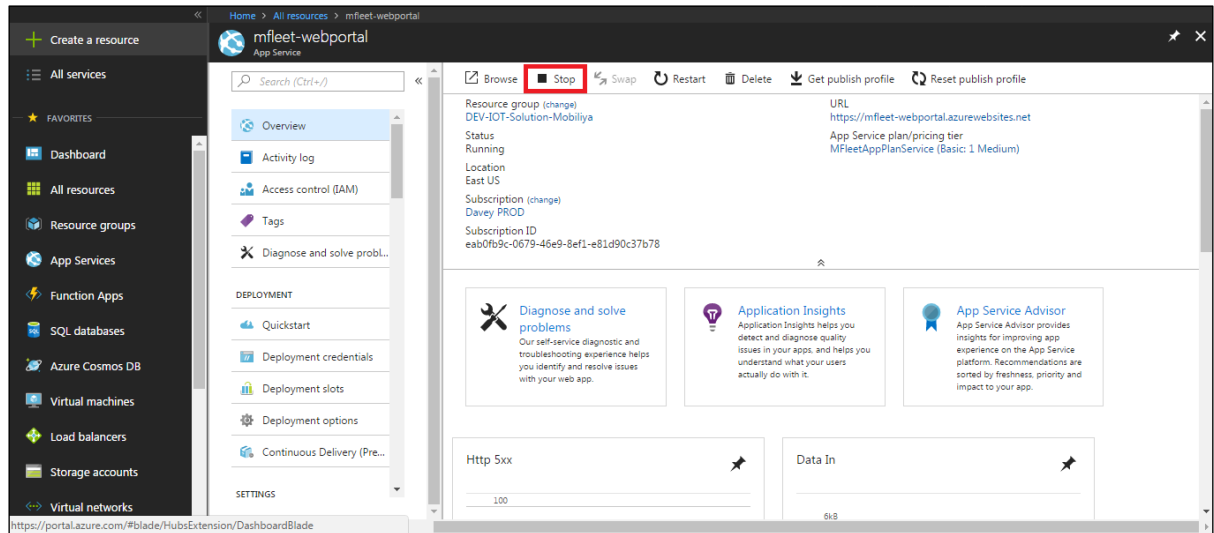 «
Home > All resources > mfleet-webportal
Create a resource
mfleet-webportal
App Service
All services
FAVORITES
Dashboard
All resources
Resource groups
App Services
Function Apps
SQL databases
Azure Cosmos DB
Virtual machines
Load balancers
Storage accounts
Virtual networks
https://portal.azure.com/#blade/HubsExtension/DashboardBlade
Search (Ctrl+/)
«
Overview
Activity log
Access control (IAM)
Tags
Diagnose and solve probl...
DEPLOYMENT
Quickstart
Deployment credentials
Deployment slots
Deployment options
Continuous Delivery (Pre...
SETTINGS
Browse Stop Swap Restart Delete Get publish profile Reset publish profile
Resource group (change)
DEV-IOT-Solution-Mobiliya
Status
Running
Location
East US
Subscription (change)
Davey PROD
Subscription ID
eab0fb9c-0679-46e9-8ef1-e81d90c37b78
URL
https://mfleet-webportal.azurewebsites.net
App Service plan/pricing tier
MFleetAppPlanService (Basic: 1 Medium)
Diagnose and solve
problems
Our self-service diagnostic and
troubleshooting experience helps
you identify and resolve issues
with your web app.
Application Insights
Application Insights helps you
detect and diagnose quality
issues in your apps, and helps you
understand what your users
actually do with it.
App Service Advisor
App Service Advisor provides
insights for improving app
experience on the App Service
platform. Recommendations are
sorted by freshness, priority and
impact to your app.
Http 5xx
100
Data In
6kB